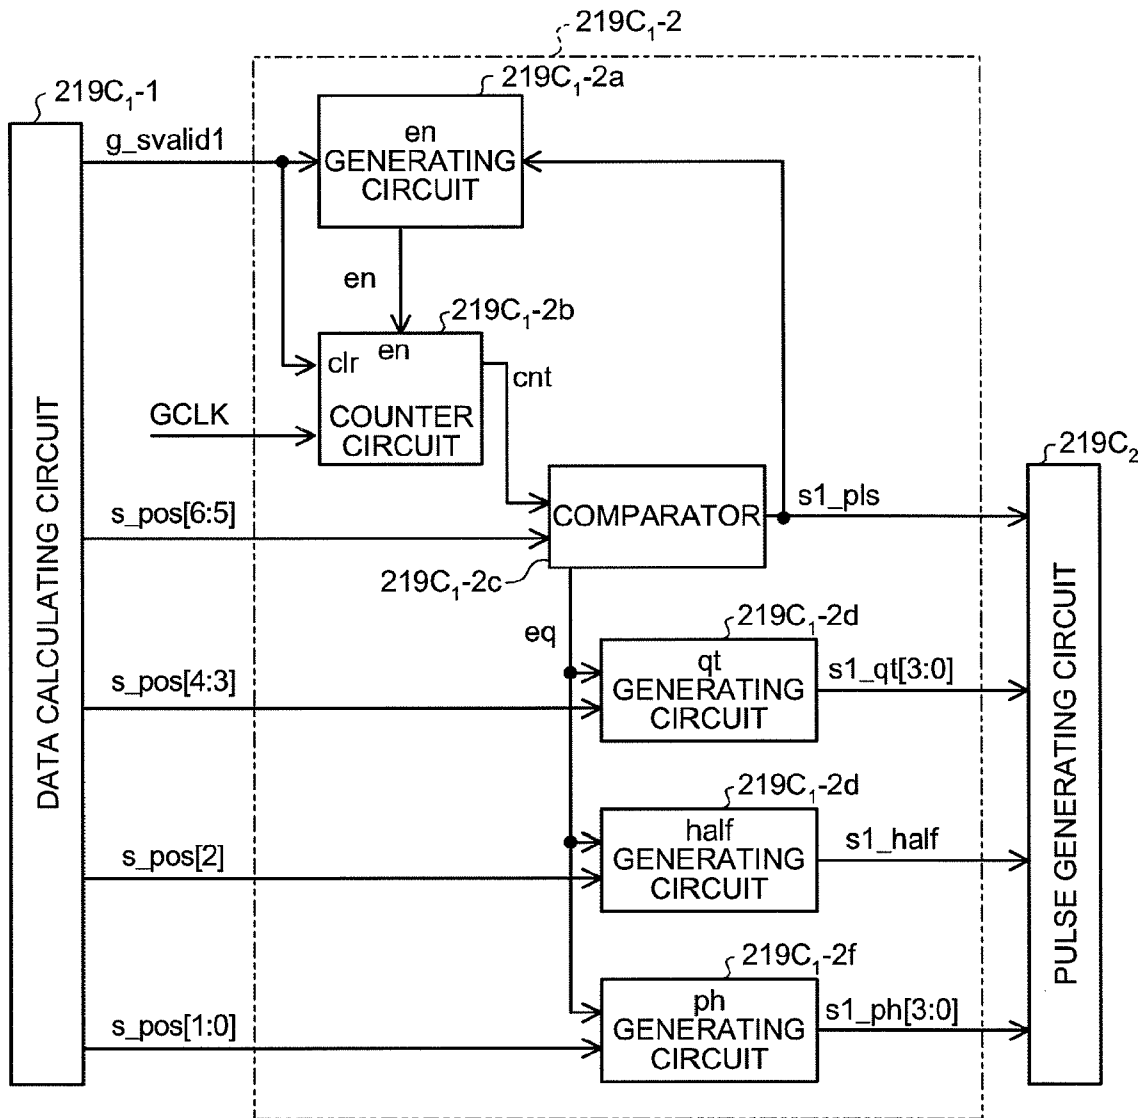 219C₁-2
219C₁-1
219C₁-2a
g_svalid1
en
GENERATING
CIRCUIT
en
219C₁-2b
clr
en
cnt
GCLK
COUNTER
CIRCUIT
219C₂
s_pos[6:5]
COMPARATOR
s1_pls
219C₁-2c
eq
219C₁-2d
s_pos[4:3]
qt
GENERATING
CIRCUIT
s1_qt[3:0]
219C₁-2d
s_pos[2]
half
GENERATING
CIRCUIT
s1_half
219C₁-2f
s_pos[1:0]
ph
GENERATING
CIRCUIT
s1_ph[3:0]
DATA CALCULATING CIRCUIT
PULSE GENERATING CIRCUIT